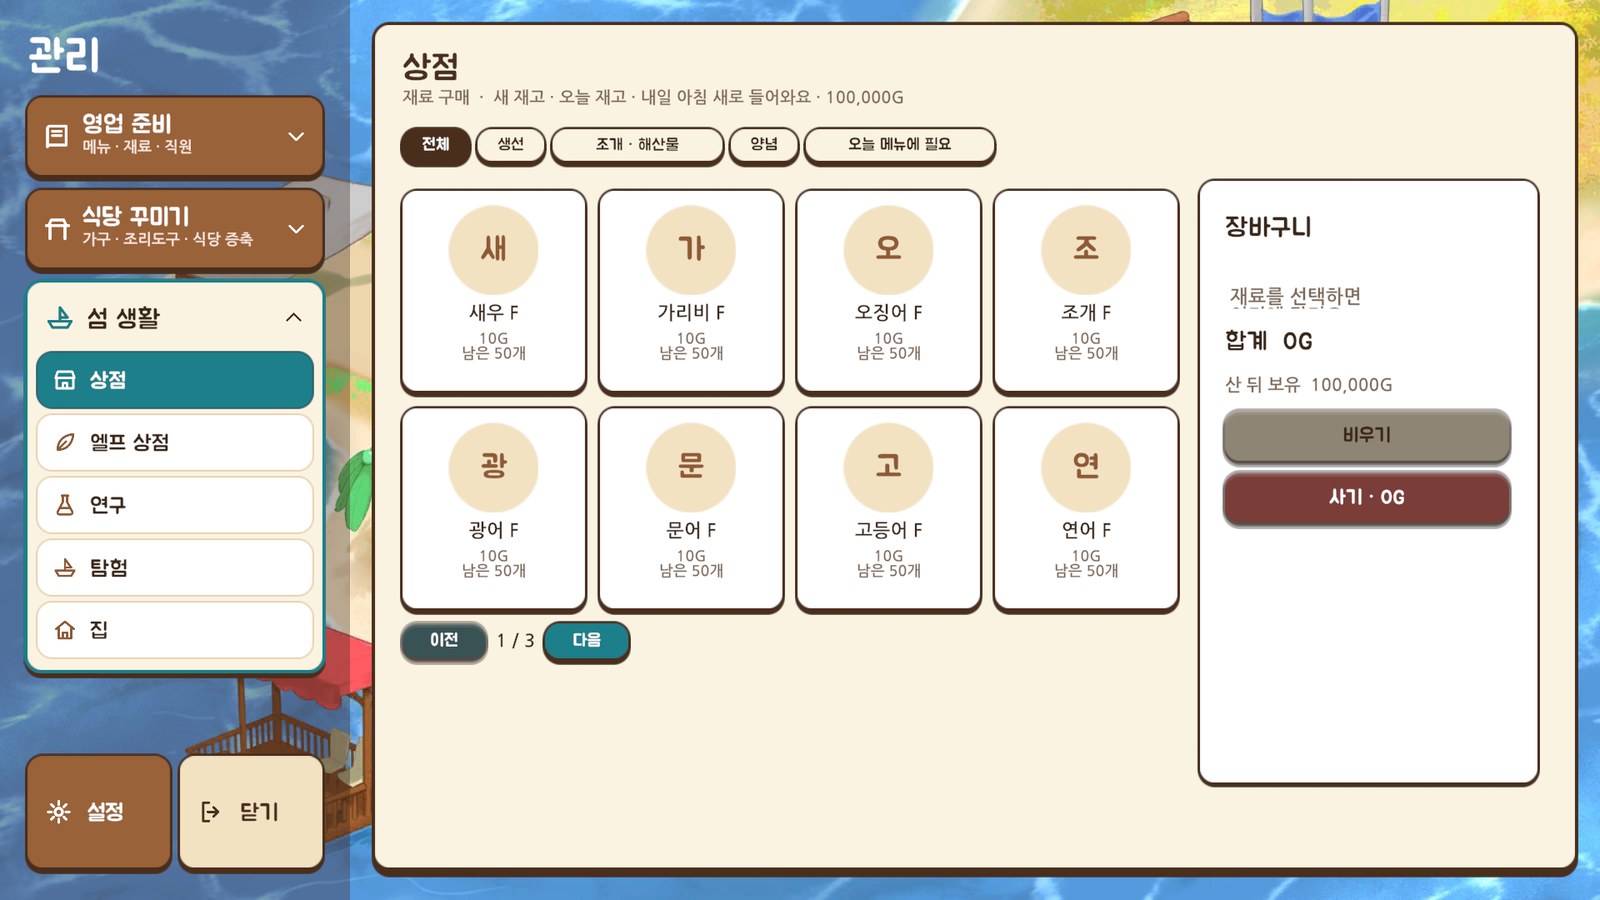 관리
영업 준비
메뉴 · 재료 · 직원
식당 꾸미기
가구 · 조리도구 · 식당 증축
섬 생활
상점
엘프 상점
연구
탐험
집
설정
닫기
상점
재료 구매 · 새 재고 · 오늘 재고 · 내일 아침 새로 들어와요 · 100,000G
전체
생선
조개 · 해산물
양념
오늘 메뉴에 필요
새
새우 F
10G
남은 50개
가
가리비 F
10G
남은 50개
오
오징어 F
10G
남은 50개
조
조개 F
10G
남은 50개
광
광어 F
10G
남은 50개
문
문어 F
10G
남은 50개
고
고등어 F
10G
남은 50개
연
연어 F
10G
남은 50개
이전
1 / 3
다음
장바구니
재료를 선택하면
합계 0G
산 뒤 보유 100,000G
비우기
사기 · 0G